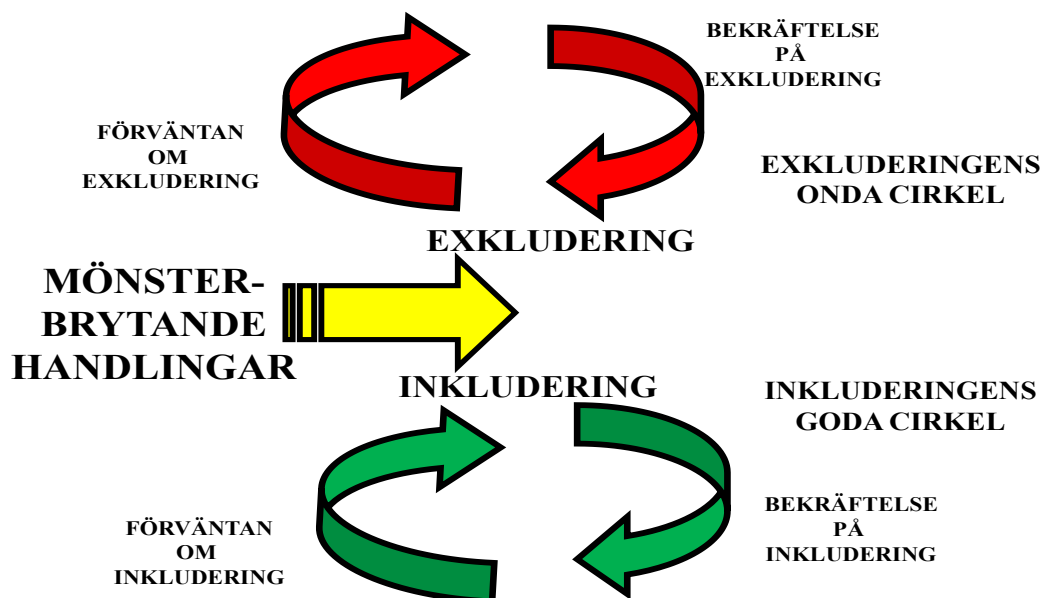 BEKRÄFTELSE
PÅ
EXKLUDERING
FÖRVÄNTAN
OM
EXKLUDERING
EXKLUDERINGENS
ONDA CIRKEL
EXKLUDERING
MÖNSTER-
BRYTANDE
HANDLINGAR
INKLUDERING
INKLUDERINGENS
GODA CIRKEL
BEKRÄFTELSE
PÅ
INKLUDERING
FÖRVÄNTAN
OM
INKLUDERING